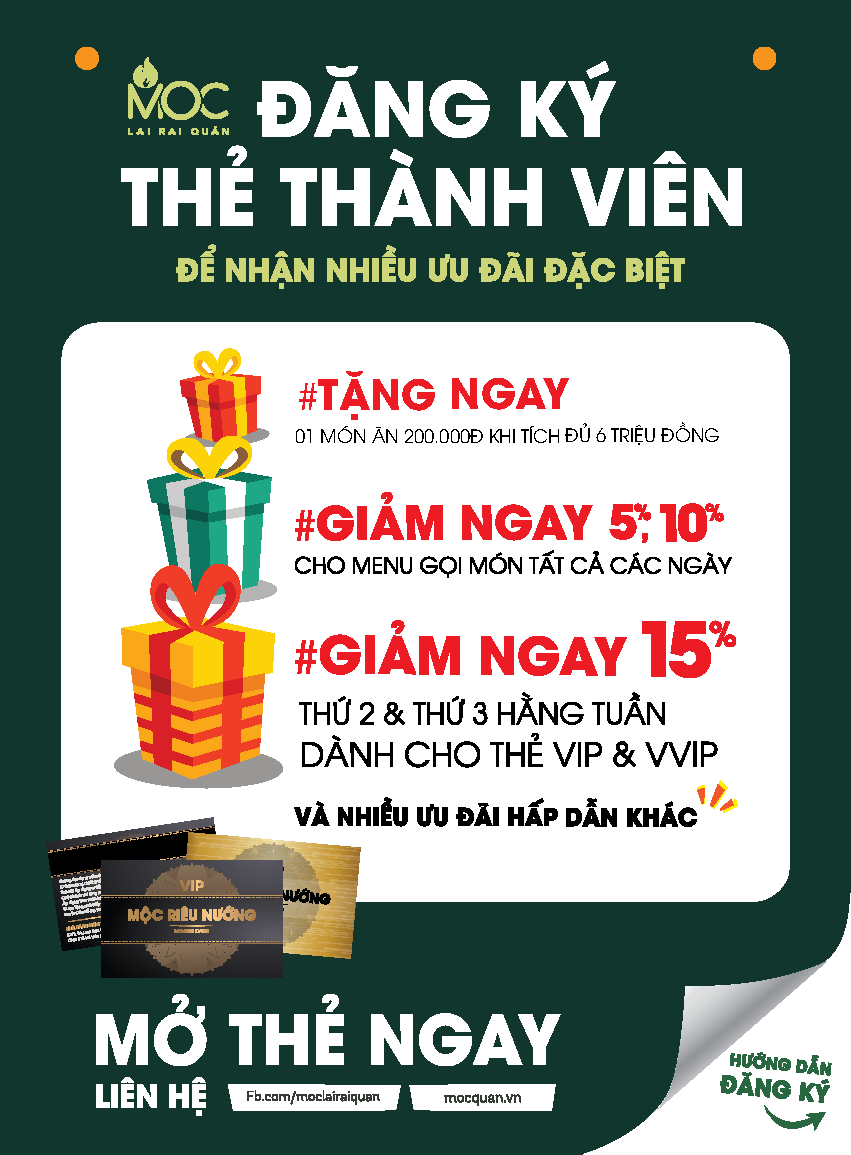 MỘC
LAI RAI QUÁN
ĐĂNG KÝ
THẺ THÀNH VIÊN
ĐỂ NHẬN NHIỀU ƯU ĐÃI ĐẶC BIỆT
#TẶNG NGAY
01 MÓN ĂN 200.000Đ KHI TÍCH ĐỦ 6 TRIỆU ĐỒNG
#GIẢM NGAY 5%, 10%
CHO MENU GỌI MÓN TẤT CẢ CÁC NGÀY
#GIẢM NGAY 15%
THỨ 2 & THỨ 3 HẰNG TUẦN
DÀNH CHO THẺ VIP & VVIP
VÀ NHIỀU ƯU ĐÃI HẤP DẪN KHÁC
VIP
MỘC RIÊU NƯỚNG
NƯỚNG
MỞ THẺ NGAY
LIÊN HỆ
Fb.com/moclairaiquan
mocquan.vn
HƯỚNG DẪN
ĐĂNG KÝ